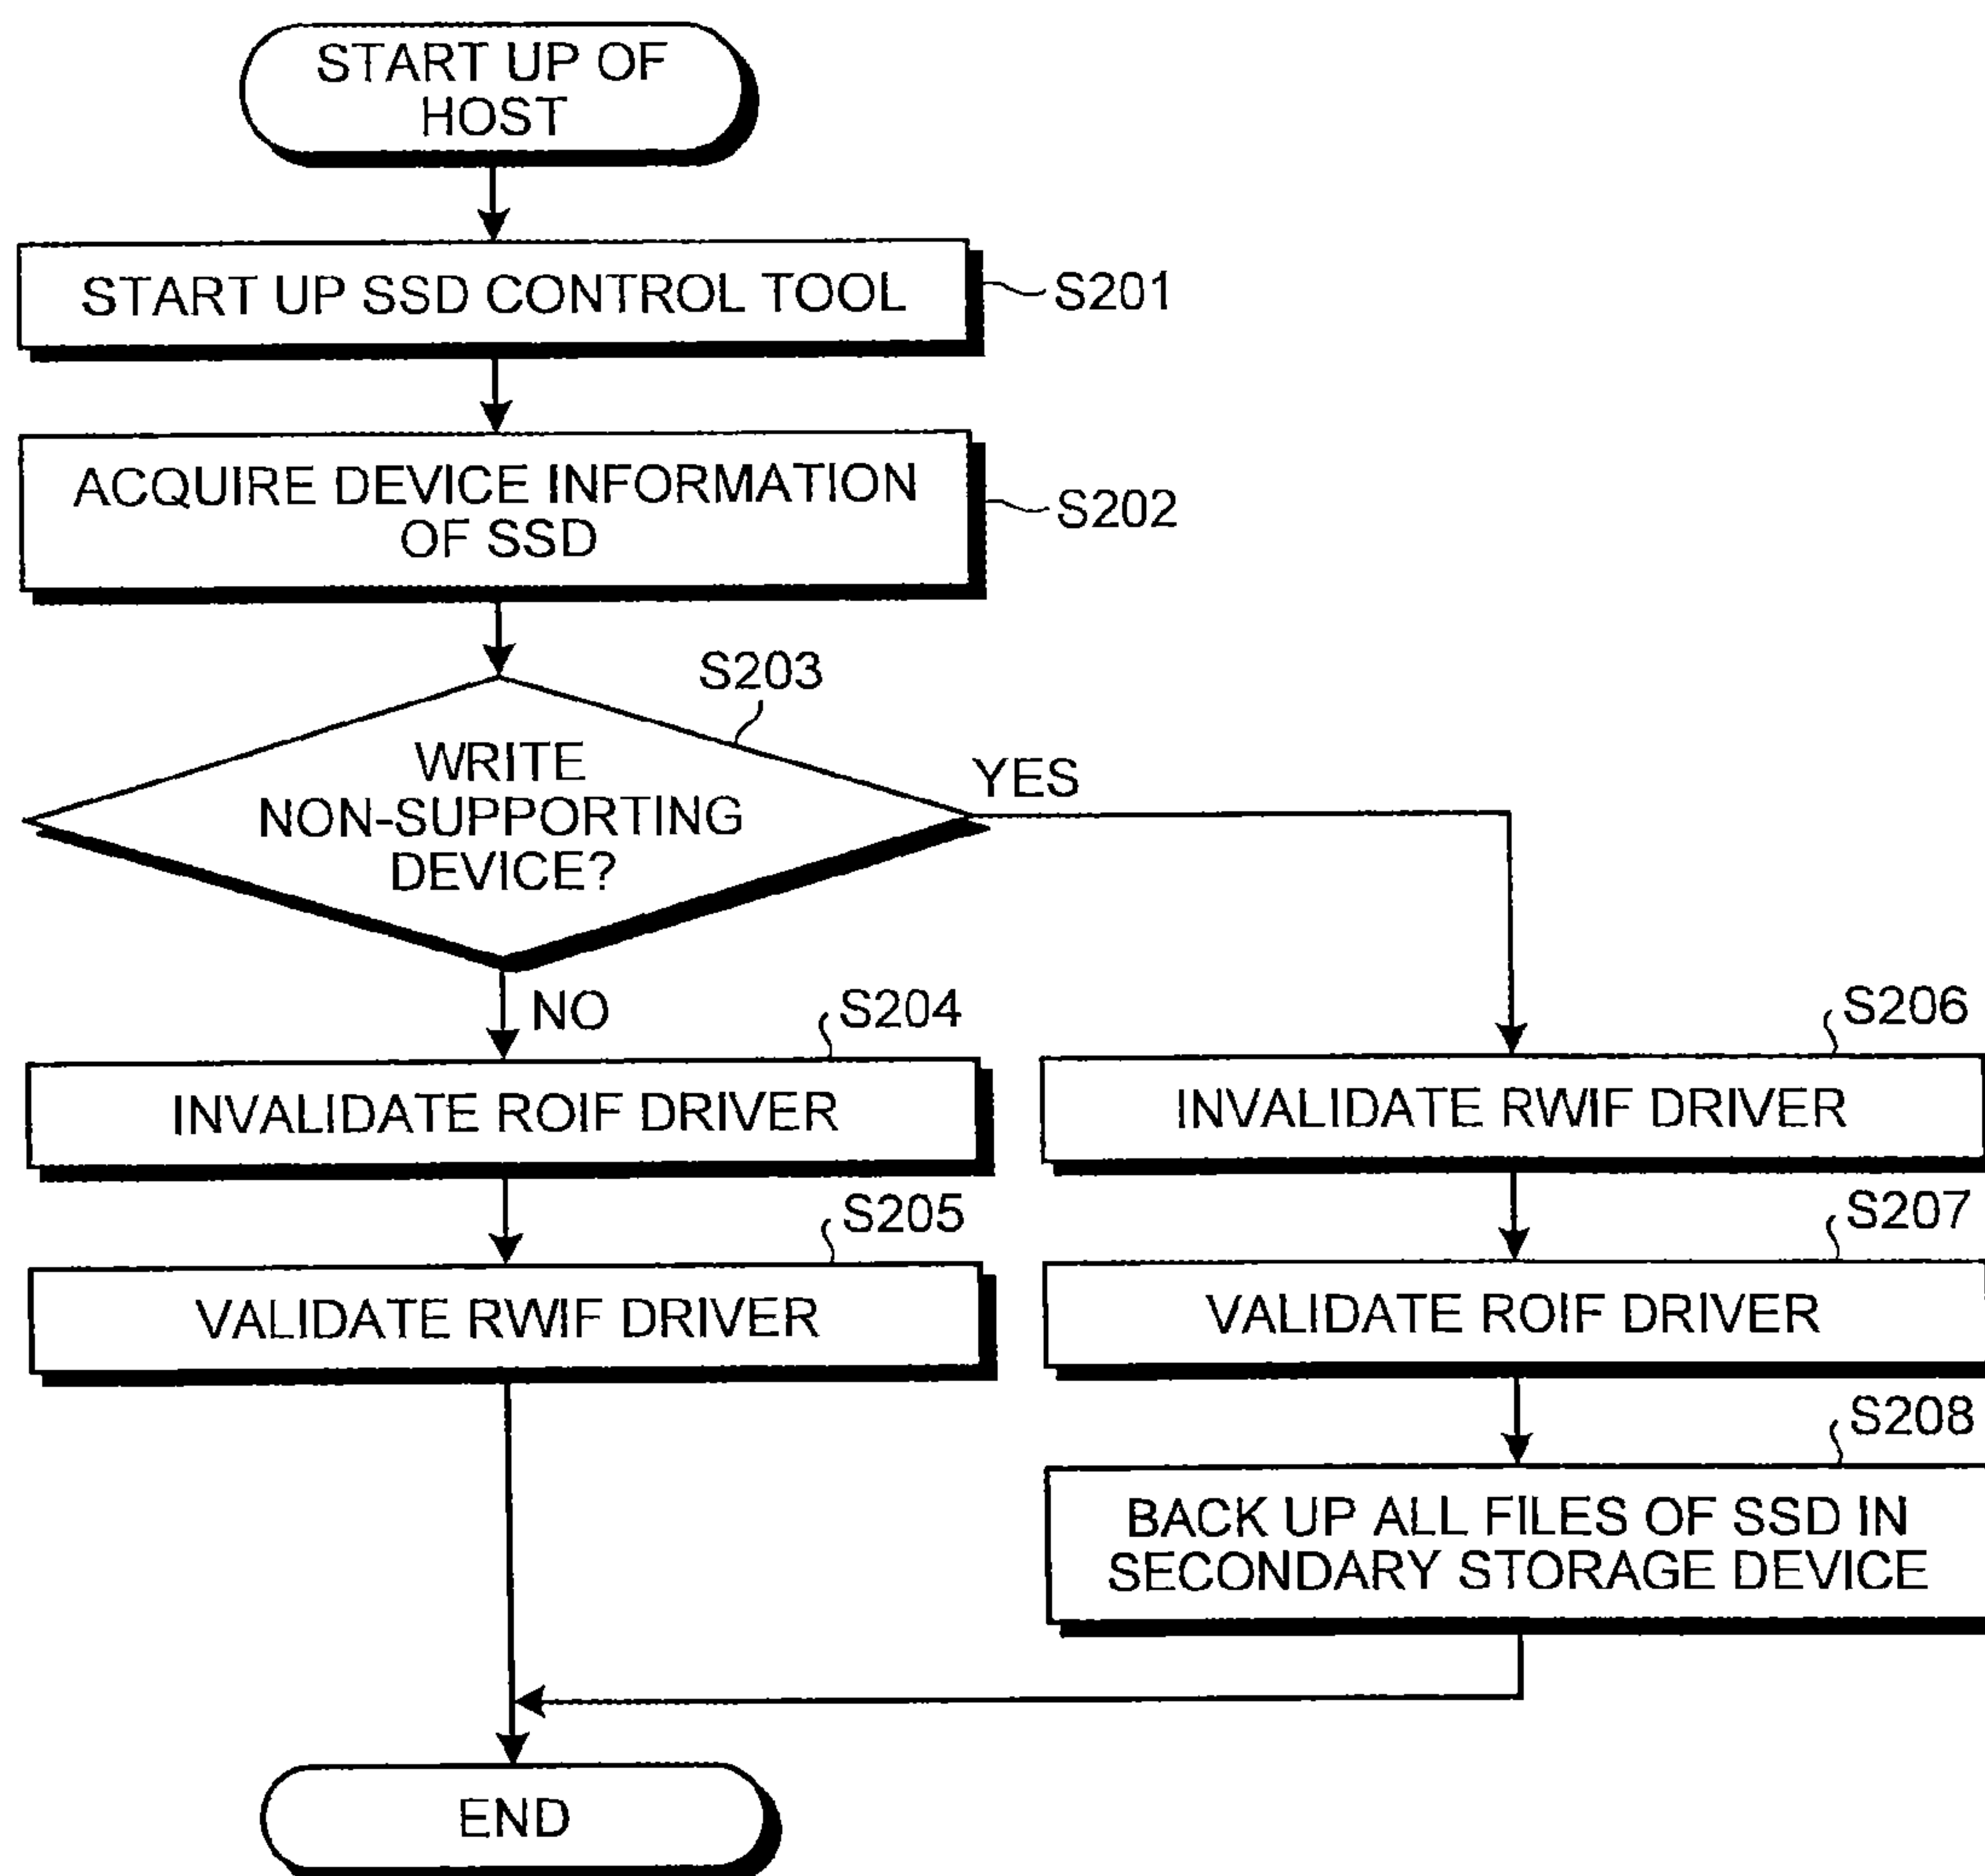 START UP OF
HOST
START UP SSD CONTROL TOOL
S201
ACQUIRE DEVICE INFORMATION
OF SSD
S202
S203
WRITE
NON-SUPPORTING
DEVICE?
YES
NO
S204
INVALIDATE ROIF DRIVER
S205
VALIDATE RWIF DRIVER
S206
INVALIDATE RWIF DRIVER
S207
VALIDATE ROIF DRIVER
S208
BACK UP ALL FILES OF SSD IN
SECONDARY STORAGE DEVICE
END